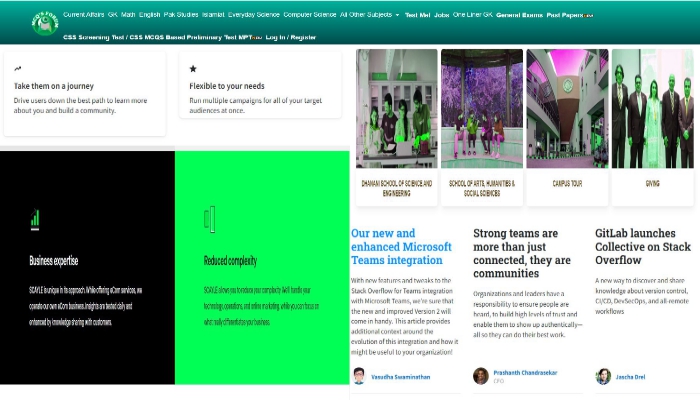 Current Affairs GK Math English Pak Studies Islamiat Everyday Science Computer Science All Other Subjects Test Me! Jobs One Liner GK General Exams Past Papers
CSS Screening Test / CSS MCQS Based Preliminary Test MPT Log In / Register
Take them on a journey
Drive users down the best path to learn more
about you and build a community.
Flexible to your needs
Run multiple campaigns for all of your target
audiences at once.
Business expertise
SCAYLE is unique in its approach. While offering eCom services, we
operate our own eCom business. Insights are tested daily and
enhanced by knowledge sharing with customers.
Reduced complexity
SCAYLE allows you to reduce your complexity. We'll handle your
technology, operations, and online marketing while you can focus on
what really differentiates your business.
DHANANI SCHOOL OF SCIENCE AND
ENGINEERING
SCHOOL OF ARTS, HUMANITIES &
SOCIAL SCIENCES
CAMPUS TOUR
GIVING
Our new and
enhanced Microsoft
Teams integration
With new features and tweaks to the
Stack Overflow for Teams integration
with Microsoft Teams, we're sure that
the new and improved Version 2 will
come in handy. This article provides
additional context around the
evolution of this integration and how it
might be useful to your organization!
Vasudha Swaminathan
Strong teams are
more than just
connected, they are
communities
Organizations and leaders have a
responsibility to ensure people are
heard, to build high levels of trust and
enable them to show up authentically—
all so they can do their best work.
Prashanth Chandrasekar
CEO
GitLab launches
Collective on Stack
Overflow
A new way to discover and share
knowledge about version control,
CI/CD, DevSecOps, and all-remote
workflows
Jascha Drel